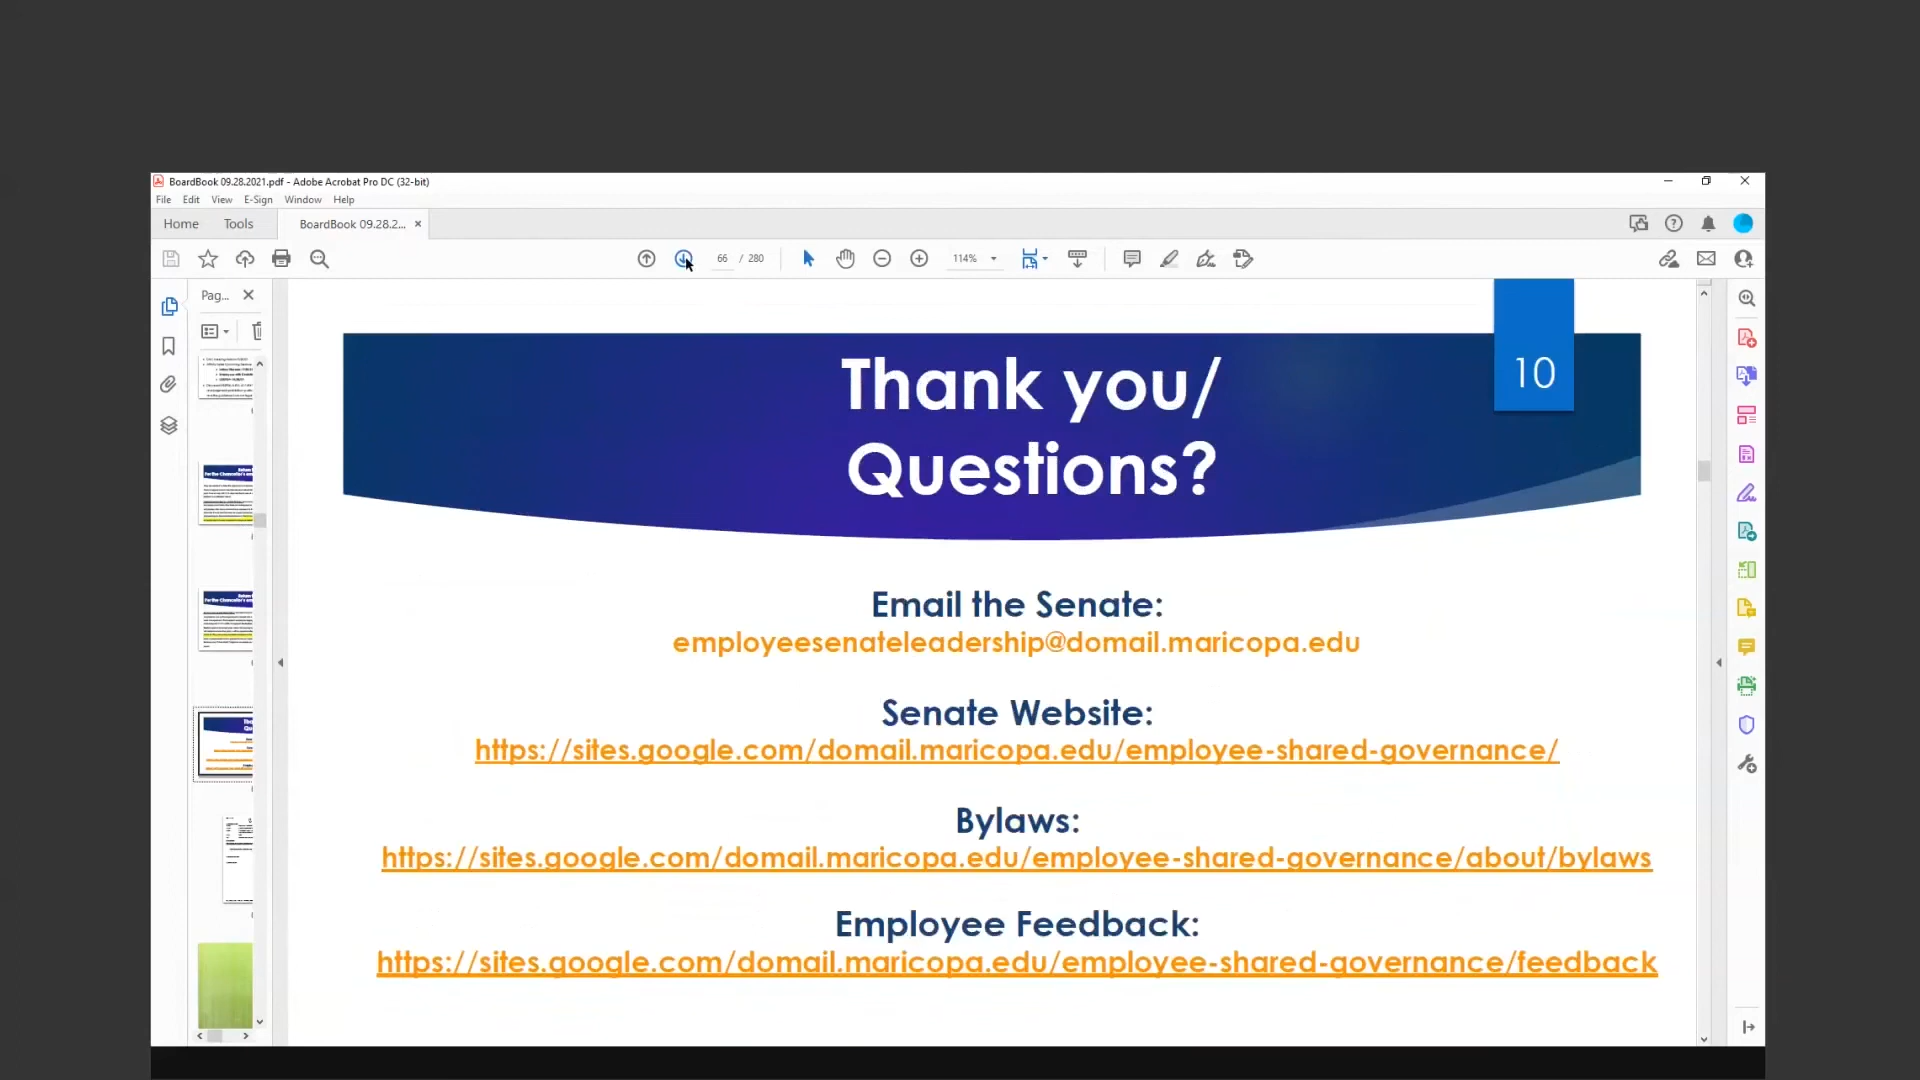 BoardBook 09.28.2021.pdf - Adobe Acrobat Pro DC (32-bit)
File Edit View E-Sign Window Help
Home Tools BoardBook 09.28.2... ×
66 / 280 114%
Pag...
10
Thank you/
Questions?
Email the Senate:
employeesenateleadership@domail.maricopa.edu
Senate Website:
https://sites.google.com/domail.maricopa.edu/employee-shared-governance/
Bylaws:
https://sites.google.com/domail.maricopa.edu/employee-shared-governance/about/bylaws
Employee Feedback:
https://sites.google.com/domail.maricopa.edu/employee-shared-governance/feedback